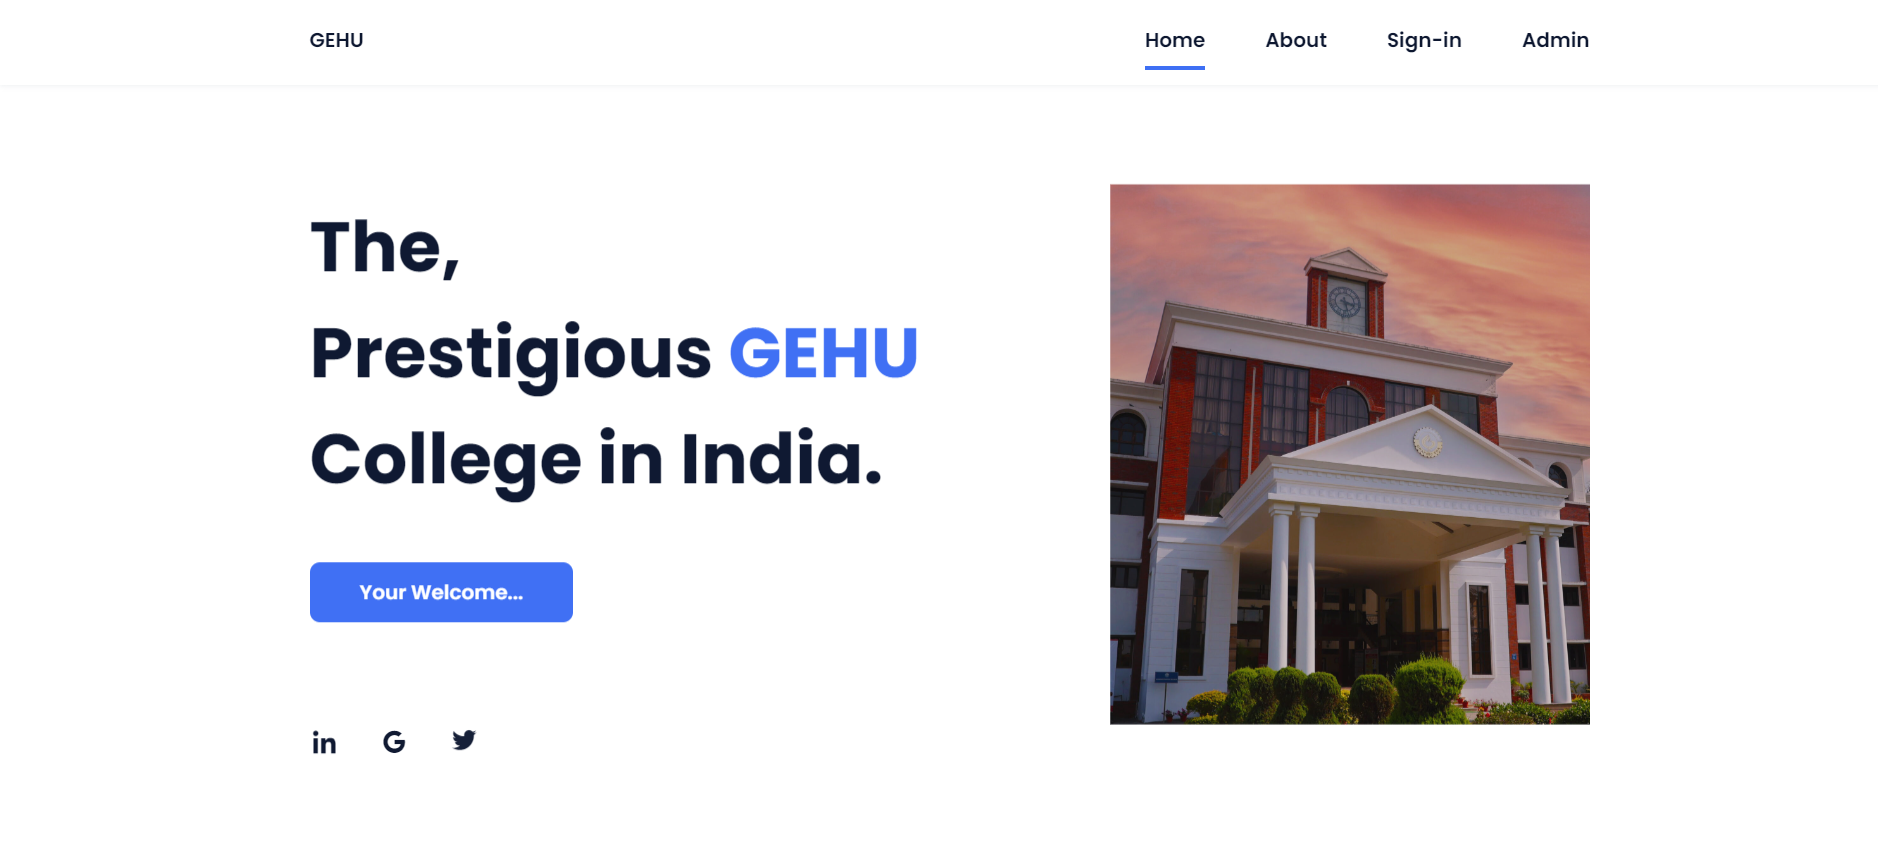 GEHU
Home About Sign-in Admin
The,
Prestigious GEHU
College in India.
Your Welcome...
in G